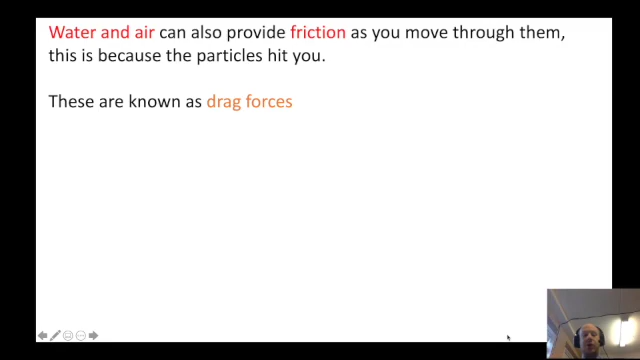 Water and air can also provide friction as you move through them,
this is because the particles hit you.
These are known as drag forces